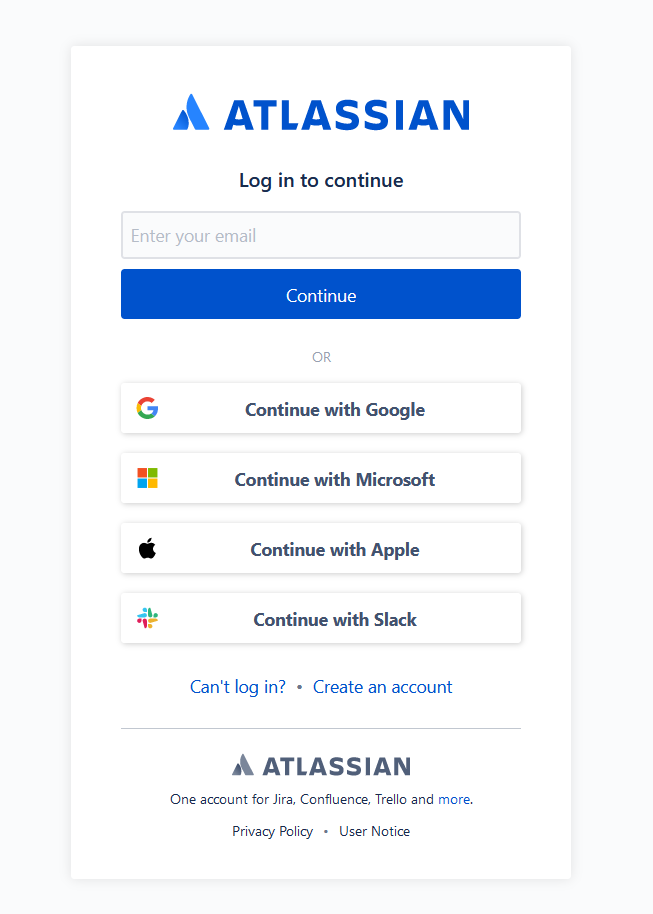 ATLASSIAN
Log in to continue
Enter your email
Continue
OR
Continue with Google
Continue with Microsoft
Continue with Apple
Continue with Slack
Can't log in? • Create an account
ATLASSIAN
One account for Jira, Confluence, Trello and more.
Privacy Policy • User Notice